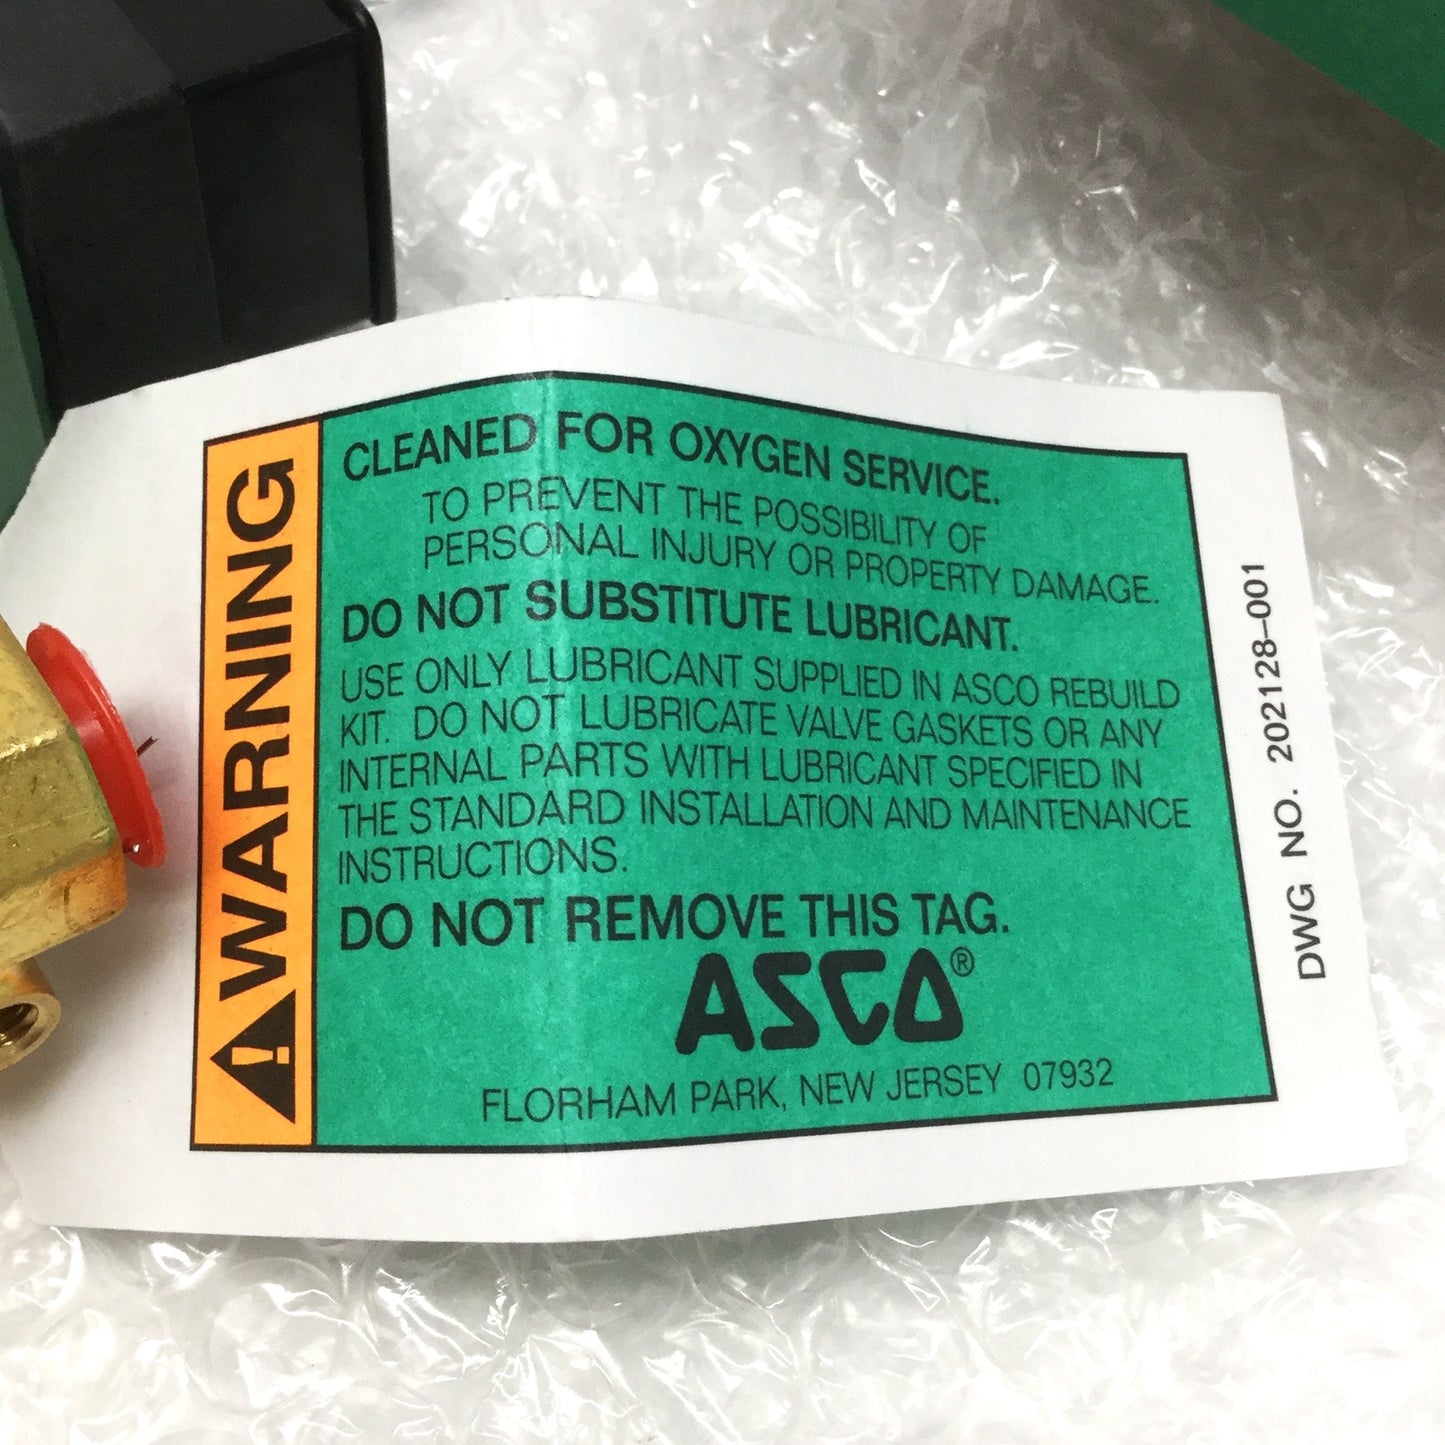 WARNING
CLEANED FOR OXYGEN SERVICE.
TO PREVENT THE POSSIBILITY OF
PERSONAL INJURY OR PROPERTY DAMAGE.
DO NOT SUBSTITUTE LUBRICANT.
USE ONLY LUBRICANT SUPPLIED IN ASCO REBUILD
KIT. DO NOT LUBRICATE VALVE GASKETS OR ANY
INTERNAL PARTS WITH LUBRICANT SPECIFIED IN
THE STANDARD INSTALLATION AND MAINTENANCE
INSTRUCTIONS.
DO NOT REMOVE THIS TAG.
ASCO®
FLORHAM PARK, NEW JERSEY 07932
DWG NO. 202128-001